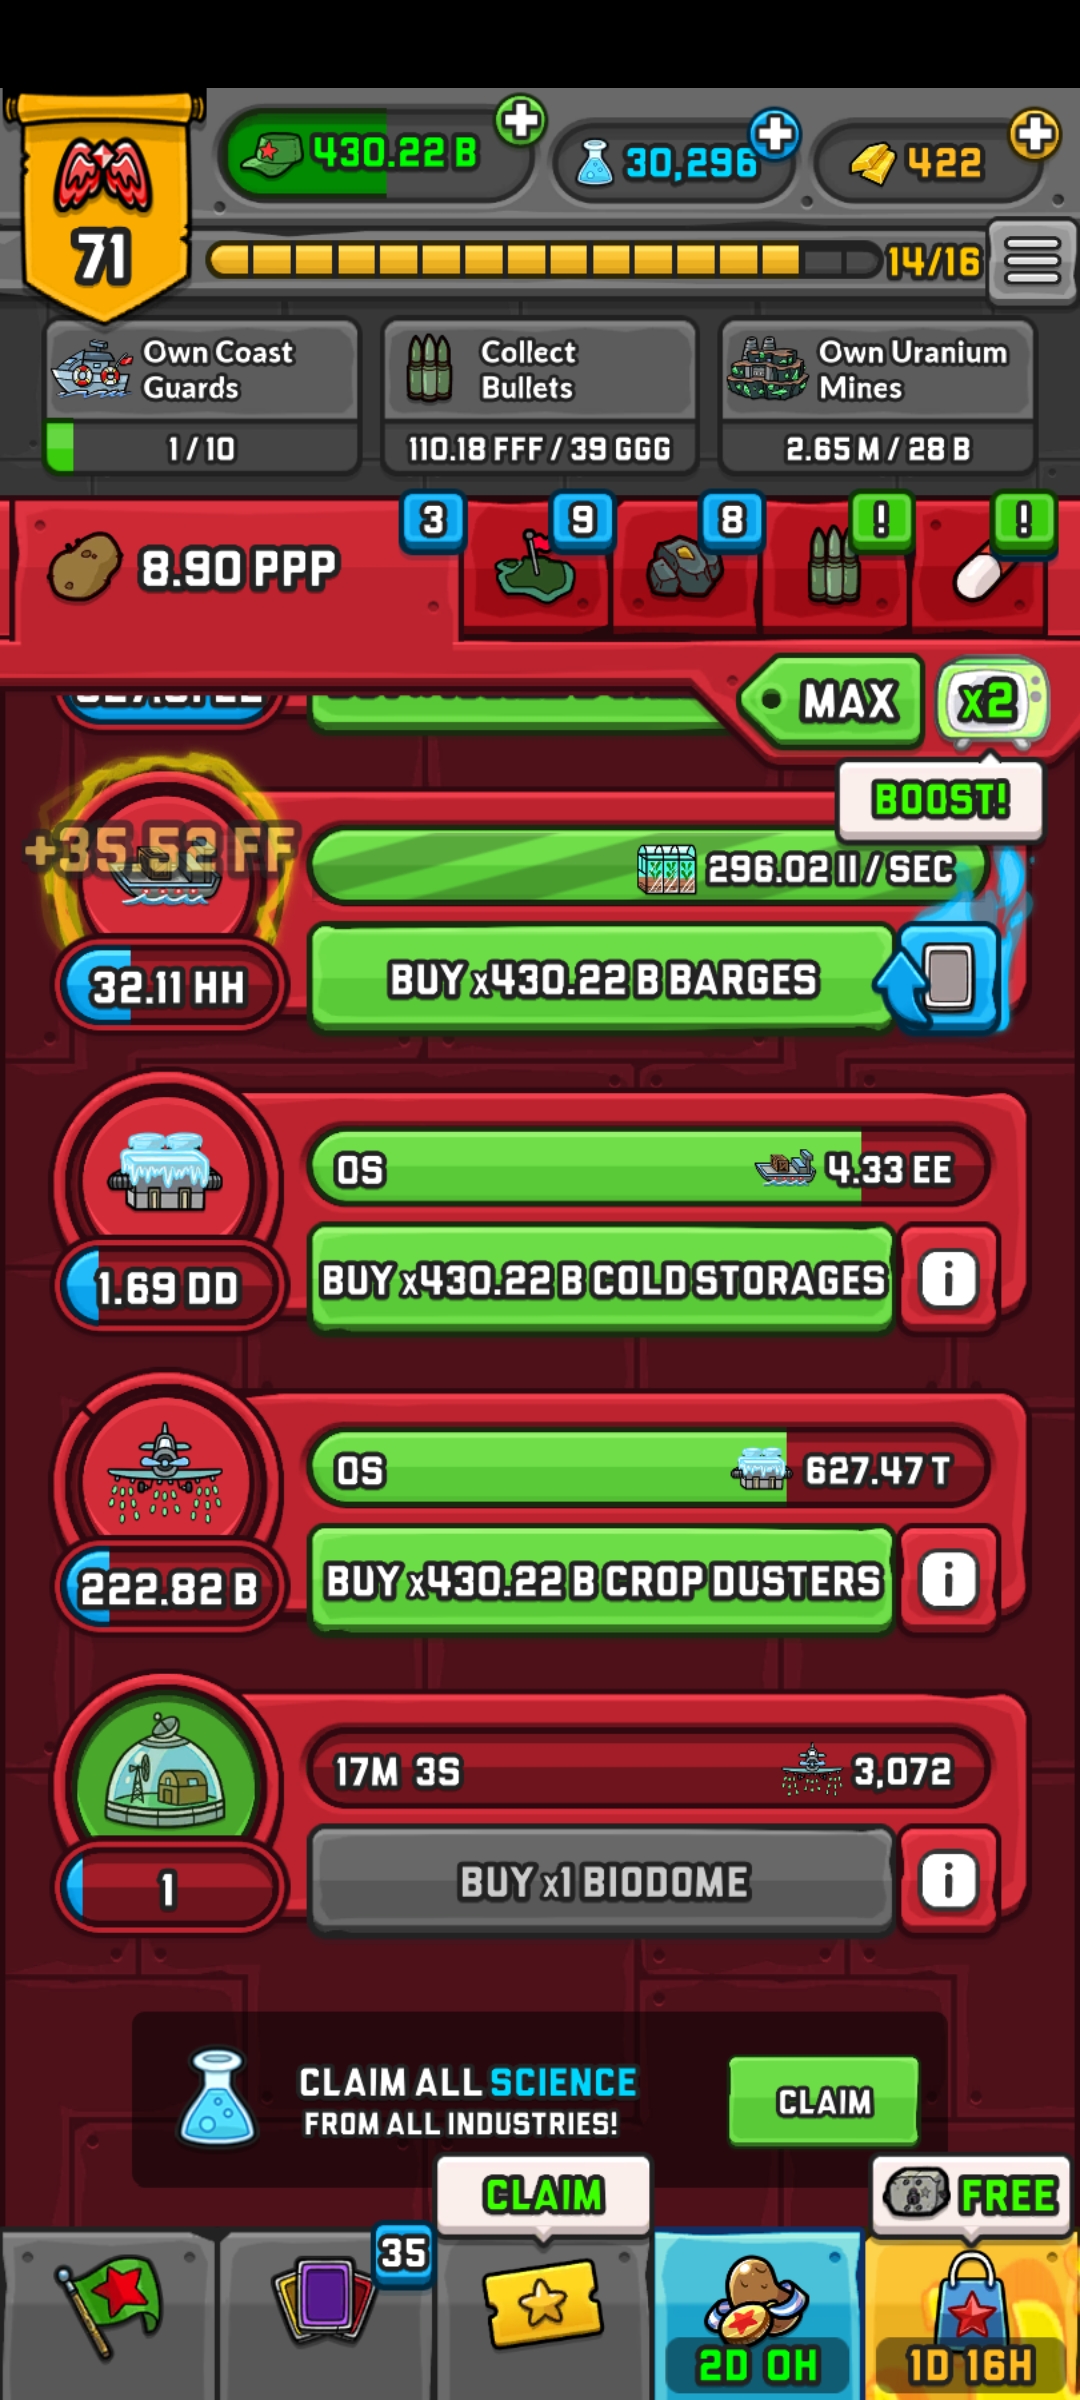 71
430.22 B
30,296
422
14/16
Own Coast
Guards
1/10
Collect
Bullets
110.18 FFF/39 GGG
Own Uranium
Mines
2.65 M/28 B
8.90 PPP
3
9
8
!
!
MAX
x2
BOOST!
+35.52 FF
296.02 II/SEC
32.11 HH
BUY x430.22 B BARGES
0S
4.33 EE
1.69 DD
BUY x430.22 B COLD STORAGES
i
0S
627.47 T
222.82 B
BUY x430.22 B CROP DUSTERS
i
17M 3S
3,072
1
BUY x1 BIODOME
i
CLAIM ALL SCIENCE
FROM ALL INDUSTRIES!
CLAIM
CLAIM
FREE
35
2D 0H
1D 16H